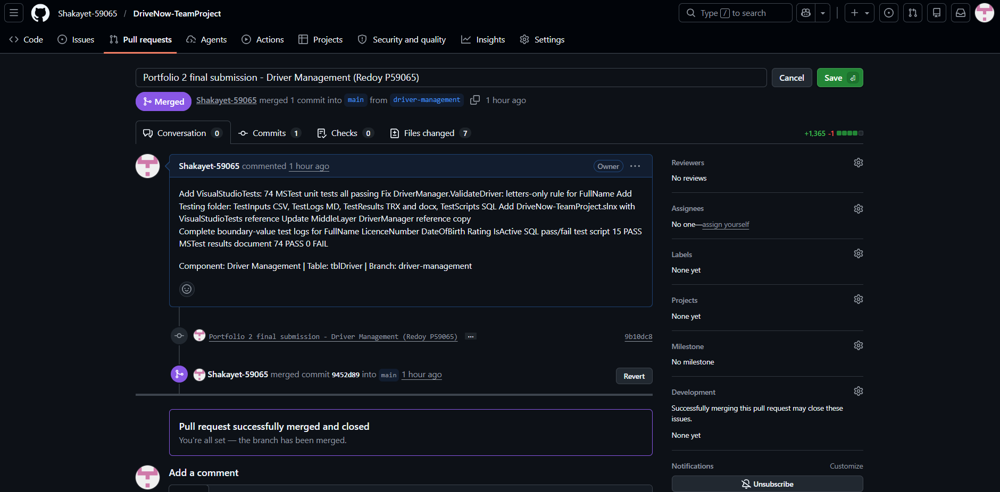 Shakayet-59065 / DriveNow-TeamProject
Type / to search
Code
Issues
Pull requests
Agents
Actions
Projects
Security and quality
Insights
Settings
Portfolio 2 final submission - Driver Management (Redoy P59065)
Cancel
Save
Merged
Shakayet-59065 merged 1 commit into main from driver-management 1 hour ago
Conversation 0
Commits 1
Checks 0
Files changed 7
+1,365 -1
Shakayet-59065 commented 1 hour ago
Owner
Add VisualStudioTests: 74 MSTest unit tests all passing Fix DriverManager.ValidateDriver: letters-only rule for FullName Add
Testing folder: TestInputs CSV, TestLogs MD, TestResults TRX and docx, TestScripts SQL Add DriveNow-TeamProject.slnx with
VisualStudioTests reference Update MiddleLayer DriverManager reference copy
Complete boundary-value test logs for FullName LicenceNumber DateOfBirth Rating IsActive SQL pass/fail test script 15 PASS
MSTest results document 74 PASS 0 FAIL
Component: Driver Management | Table: tblDriver | Branch: driver-management
Portfolio 2 final submission - Driver Management (Redoy P59065) ...
9b10dc8
Shakayet-59065 merged commit 9452d89 into main 1 hour ago
Revert
Pull request successfully merged and closed
You're all set — the branch has been merged.
Add a comment
Reviewers
No reviews
Assignees
No one—assign yourself
Labels
None yet
Projects
None yet
Milestone
No milestone
Development
Successfully merging this pull request may close these
issues.
None yet
Notifications
Customize
Unsubscribe